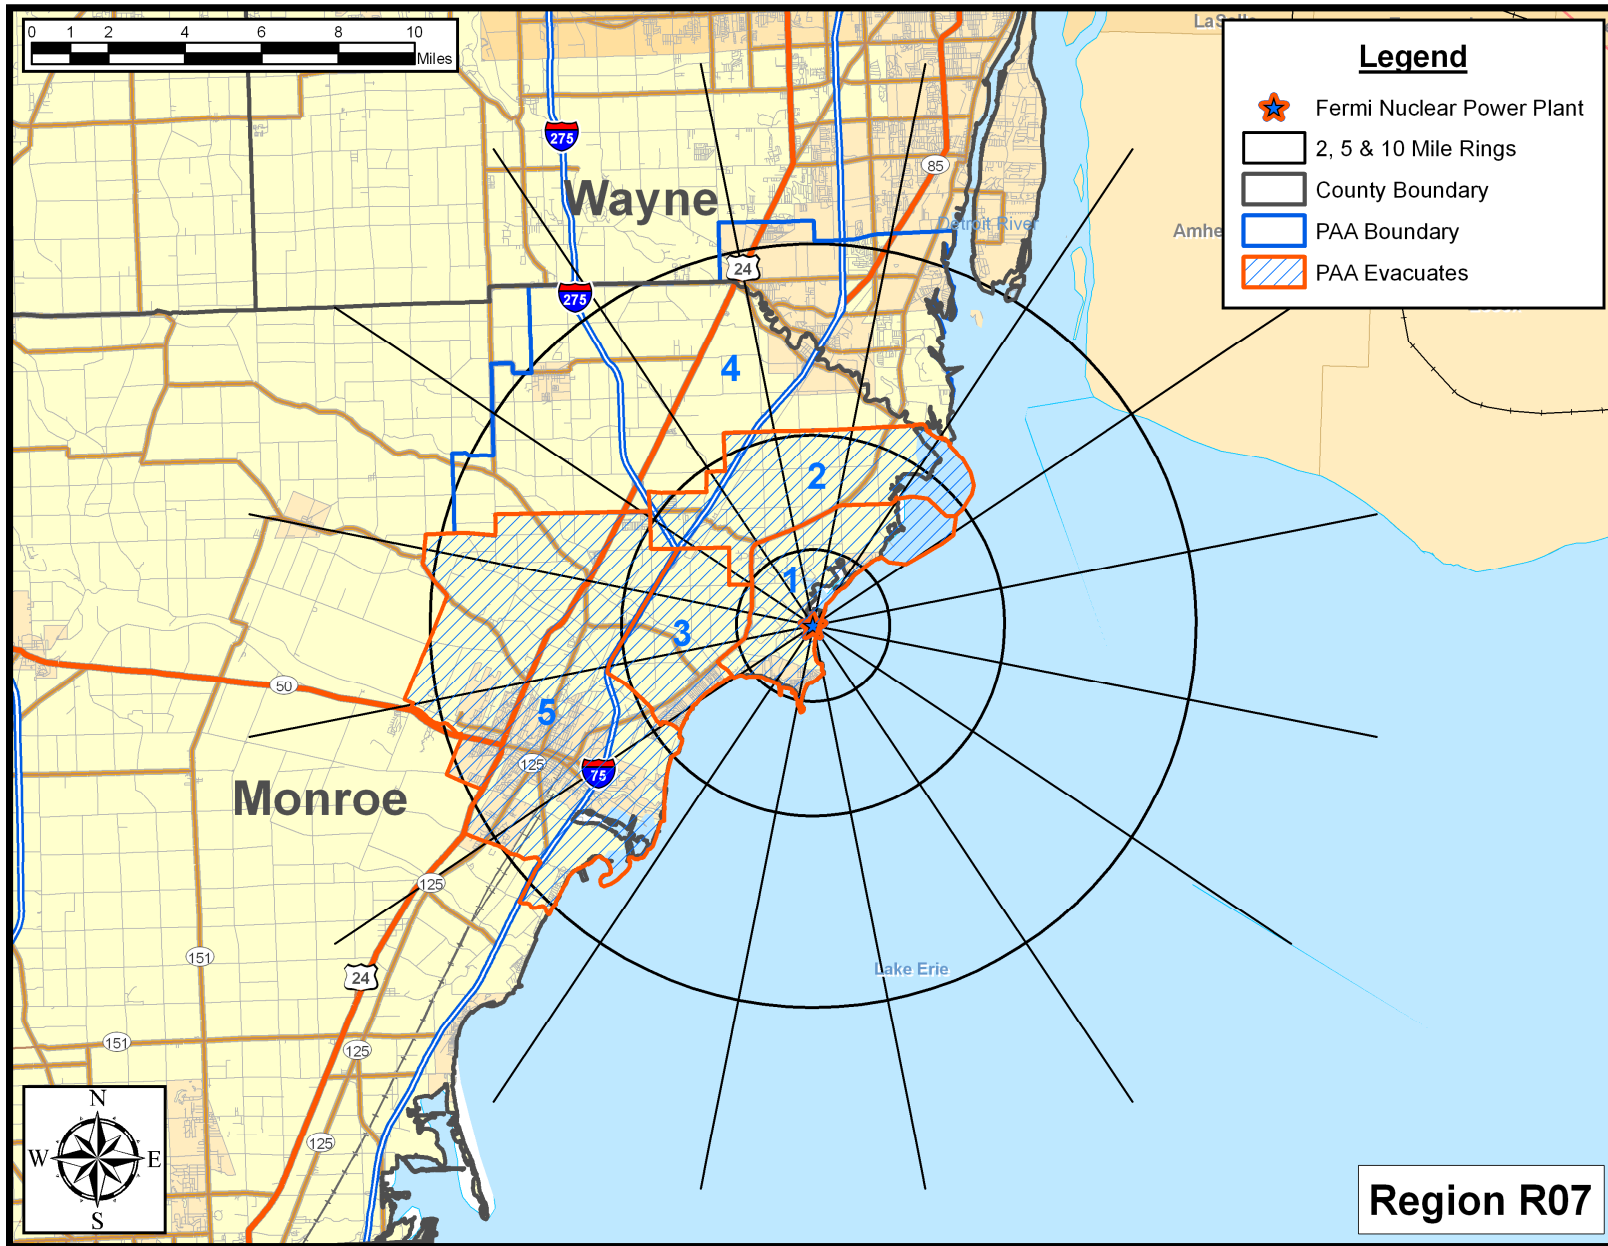 0 1 2 4 6 8 10
Miles
LaSalle
Legend
Fermi Nuclear Power Plant
2, 5 & 10 Mile Rings
County Boundary
PAA Boundary
PAA Evacuates
275
85
Wayne
Detroit River
Amhe
24
275
4
2
1
3
50
5
125
75
Monroe
125
151
24
Lake Erie
151
125
125
N
W E
S
Region R07